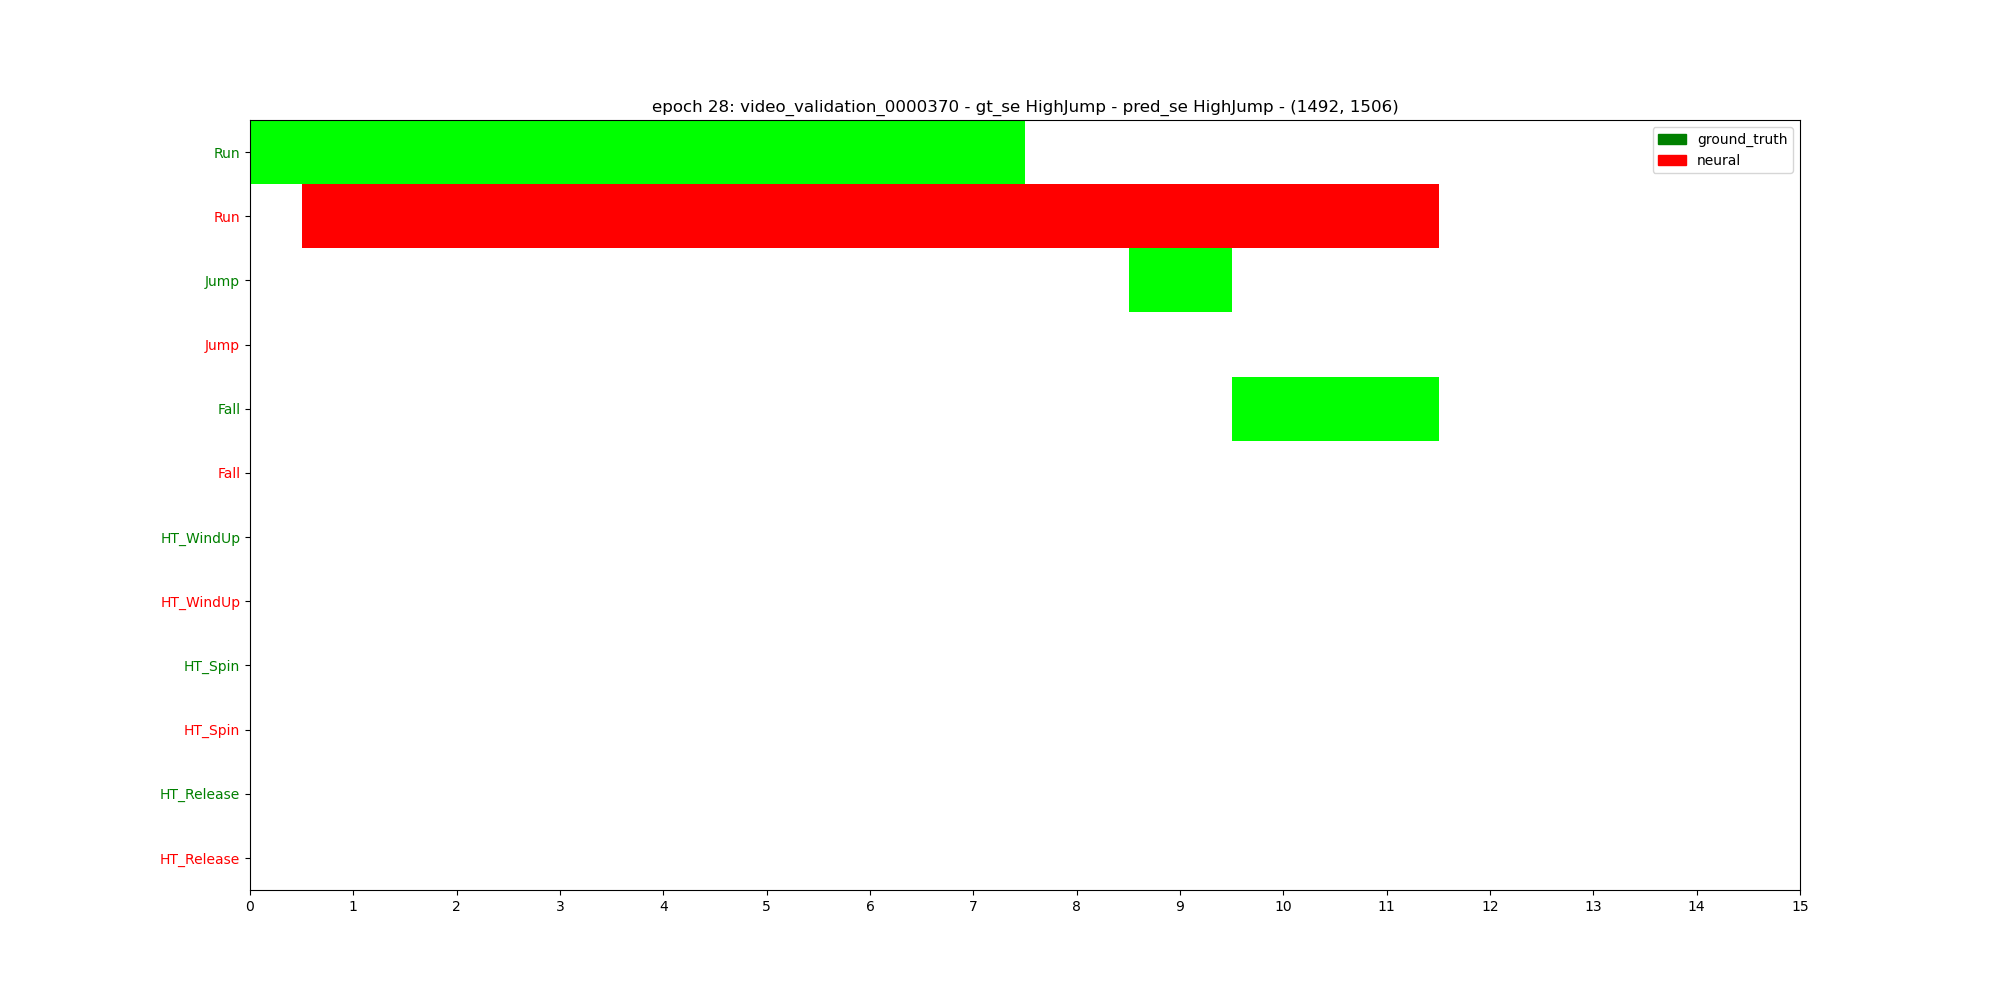 epoch 28: video_validation_0000370 - gt_se HighJump - pred_se HighJump - (1492, 1506)
ground_truth
neural
Run
Run
Jump
Jump
Fall
Fall
HT_WindUp
HT_WindUp
HT_Spin
HT_Spin
HT_Release
HT_Release
0 1 2 3 4 5 6 7 8 9 10 11 12 13 14 15